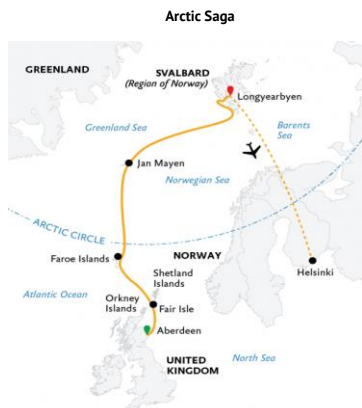 Arctic Saga
GREENLAND
SVALBARD
(Region of Norway)
Longyearbyen
Greenland Sea
Barents
Sea
Jan Mayen
Norwegian Sea
ARCTIC CIRCLE
NORWAY
Faroe Islands
Helsinki
Shetland
Islands
Atlantic Ocean
Orkney
Islands
Fair Isle
Aberdeen
UNITED
KINGDOM
North Sea